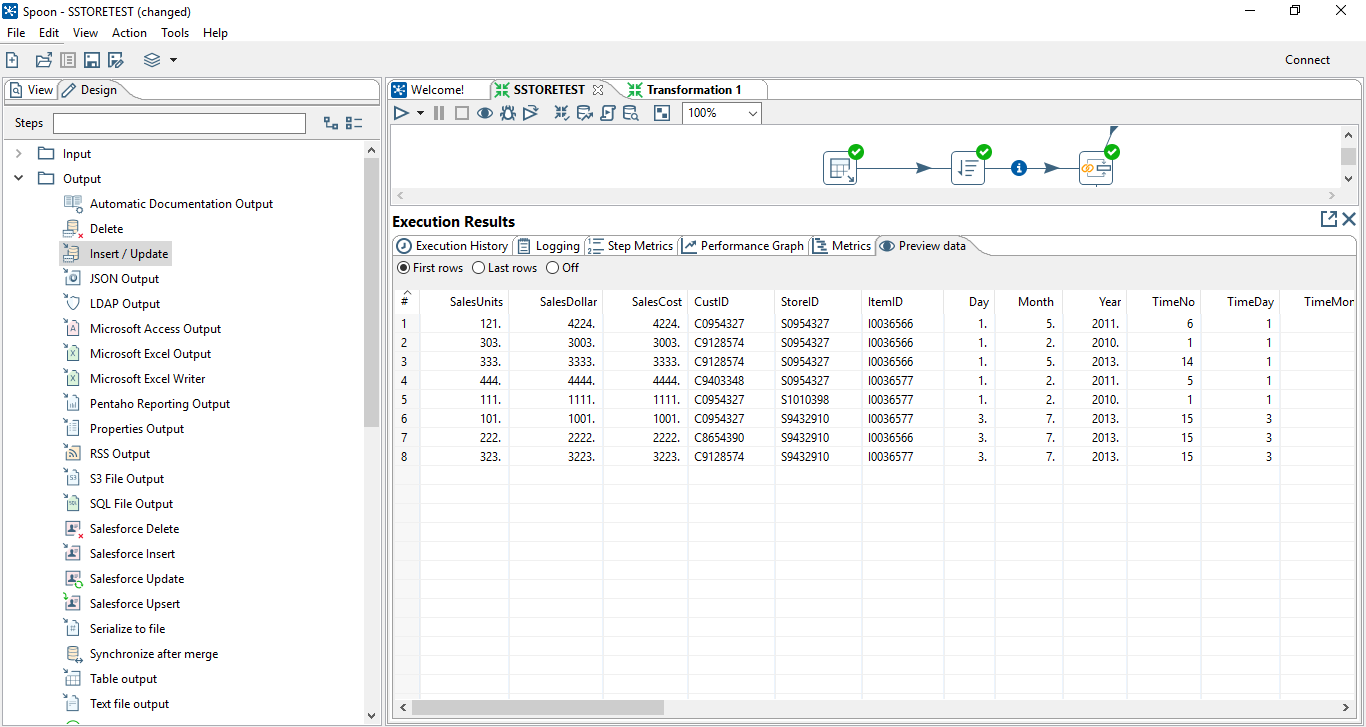 Spoon - SSTORETEST (changed)
File Edit View Action Tools Help
Connect
View Design
Steps
Input
Output
Automatic Documentation Output
Delete
Insert / Update
JSON Output
LDAP Output
Microsoft Access Output
Microsoft Excel Output
Microsoft Excel Writer
Pentaho Reporting Output
Properties Output
RSS Output
S3 File Output
SQL File Output
Salesforce Delete
Salesforce Insert
Salesforce Update
Salesforce Upsert
Serialize to file
Synchronize after merge
Table output
Text file output
Welcome! SSTORETEST Transformation 1
100%
Execution Results
Execution History Logging Step Metrics Performance Graph Metrics Preview data
First rows Last rows Off
# SalesUnits SalesDollar SalesCost CustID StoreID ItemID Day Month Year TimeNo TimeDay TimeMor
1 121. 4224. 4224. C0954327 S0954327 I0036566 1. 5. 2011. 6 1
2 303. 3003. 3003. C9128574 S0954327 I0036566 1. 2. 2010. 1 1
3 333. 3333. 3333. C9128574 S0954327 I0036566 1. 5. 2013. 14 1
4 444. 4444. 4444. C9403348 S0954327 I0036577 1. 2. 2011. 5 1
5 111. 1111. 1111. C0954327 S1010398 I0036577 1. 2. 2010. 1 1
6 101. 1001. 1001. C0954327 S9432910 I0036577 3. 7. 2013. 15 3
7 222. 2222. 2222. C8654390 S9432910 I0036566 3. 7. 2013. 15 3
8 323. 3223. 3223. C9128574 S9432910 I0036577 3. 7. 2013. 15 3